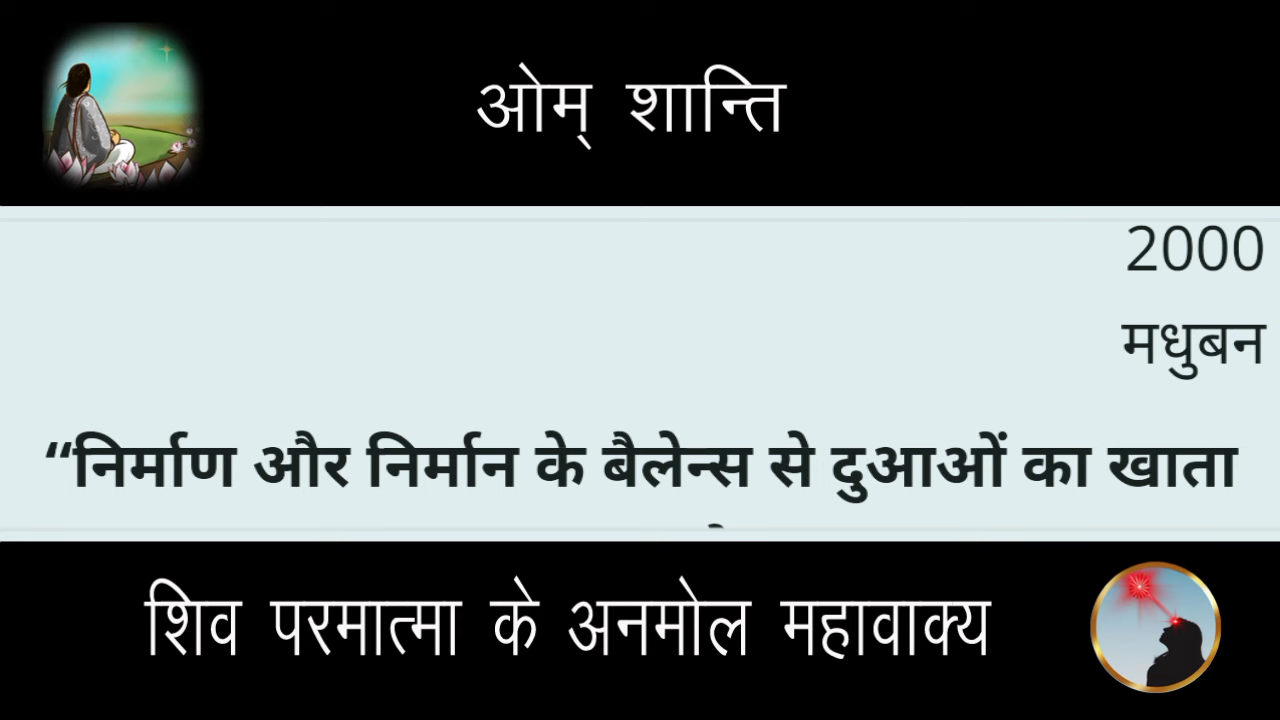 ओम् शान्ति
2000
मधुबन
“निर्माण और निर्मान के बैलेन्स से दुआओं का खाता
शिव परमात्मा के अनमोल महावाक्य